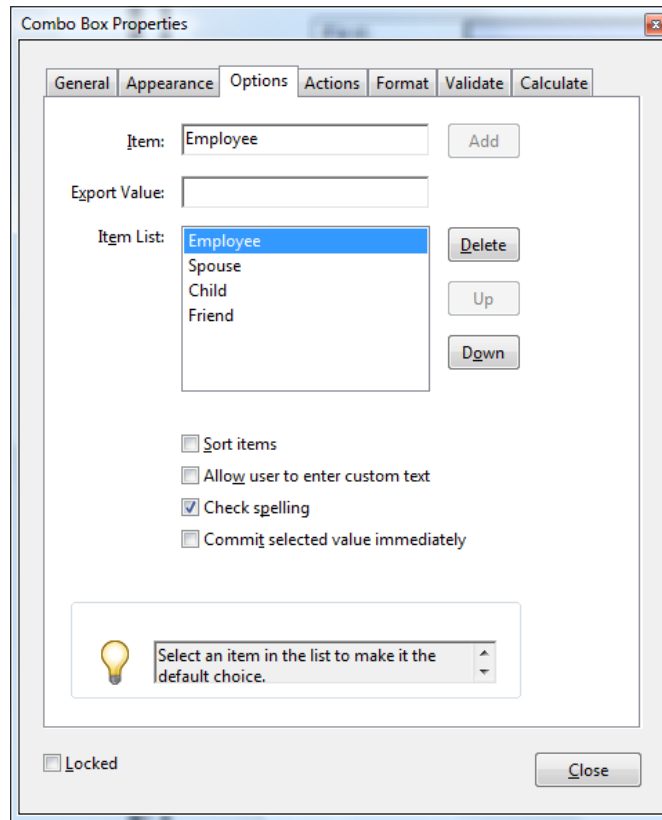 Combo Box Properties
General Appearance Options Actions Format Validate Calculate
Item: Employee Add
Export Value:
Item List: Employee Delete
Spouse
Child Up
Friend
Down
Sort items
Allow user to enter custom text
Check spelling
Commit selected value immediately
Select an item in the list to make it the
default choice.
Locked
Close